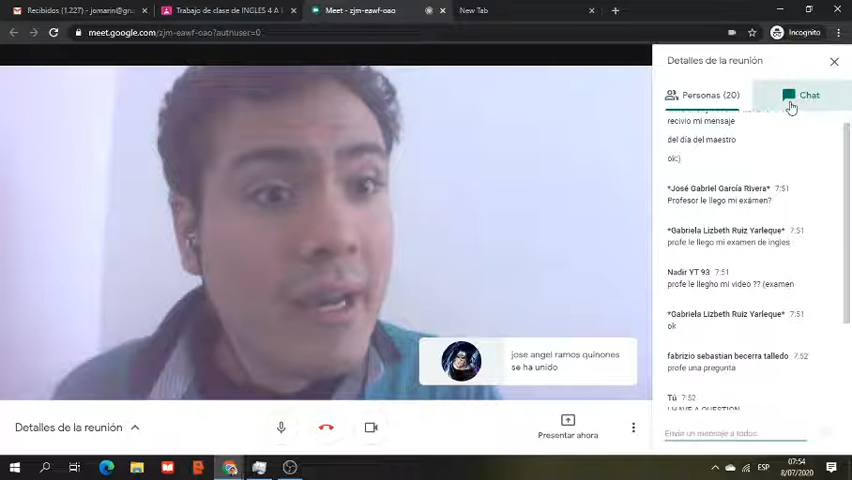 Recibidos (1.227) - jomarin@gru
Trabajo de clase de INGLES 4 A I
Meet - zjm-eawf-oao
New Tab
meet.google.com/zjm-eawf-oao?authuser=0
Incognito
Detalles de la reunión
Personas (20)
Chat
recivio mi mensaje
del día del maestro
ok:)
*José Gabriel García Rivera* 7:51
Profesor le llego mi exámen?
*Gabriela Lizbeth Ruiz Yarleque* 7:51
profe le llego mi examen de ingles
Nadir YT 93 7:51
profe le llegho mi video ?? (examen
*Gabriela Lizbeth Ruiz Yarleque* 7:51
ok
fabrizio sebastian becerra talledo 7:52
profe una pregunta
Tú 7:52
I HAVE A QUESTION
Envíe un mensaje a todos
jose angel ramos quinones
se ha unido
Detalles de la reunión
Presentar ahora
ESP
07:54
8/07/2020